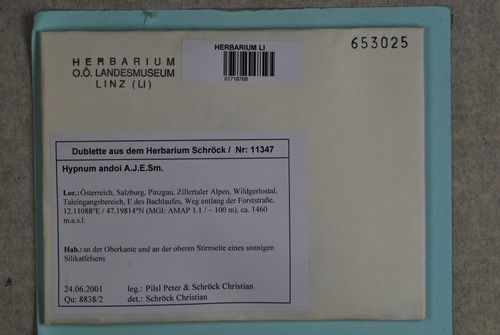 HERBARIUM
O.Ö. LANDESMUSEUM
LINZ (LI)
HERBARIUM LI
01718768
653025
Dublette aus dem Herbarium Schröck / Nr: 11347
Hypnum andoi A.J.E.Sm.
Loc.:Österreich, Salzburg, Pinzgau, Zillertaler Alpen, Wildgerlostal,
Taleingangsbereich, E des Bachlaufes, Weg entlang der Forststraße,
12.11088°E / 47.19814°N (MGI: AMAP 1.1 / ~ 100 m), ca. 1460
m.a.s.l.
Hab.: an der Oberkante und an der oberen Stirnseite eines sonnigen
Silikatfelsens
24.06.2001 leg.: Pilsl Peter & Schröck Christian
Qu: 8838/2 det.: Schröck Christian